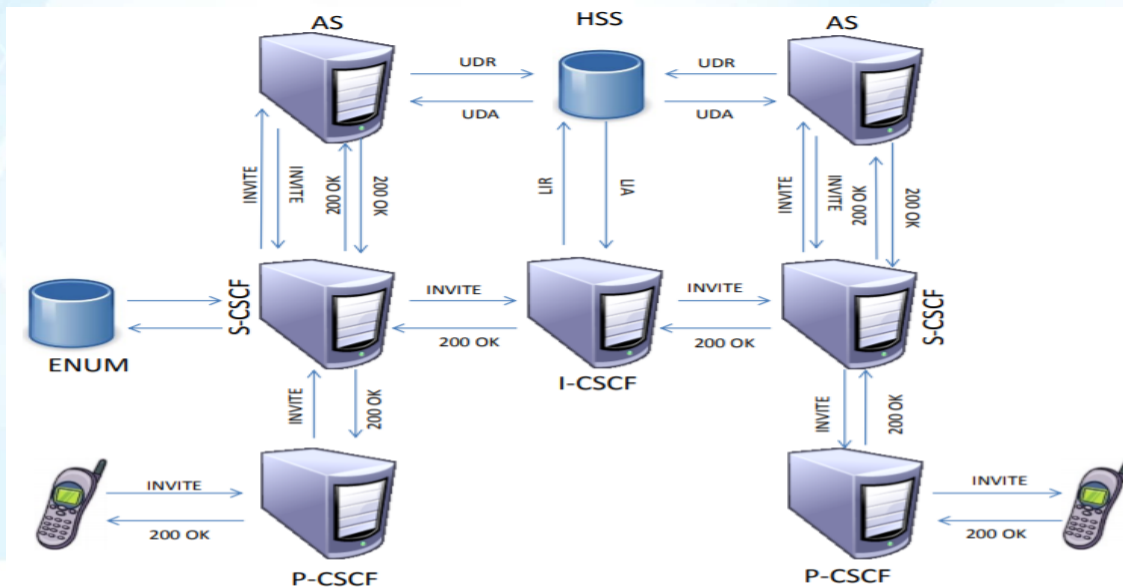 AS
HSS
AS
UDR
UDR
UDA
UDA
INVITE
INVITE
200 OK
200 OK
LIR
LIA
INVITE
INVITE
200 OK
200 OK
S-CSCF
INVITE
INVITE
S-CSCF
200 OK
200 OK
ENUM
I-CSCF
INVITE
200 OK
INVITE
200 OK
INVITE
INVITE
200 OK
200 OK
P-CSCF
P-CSCF